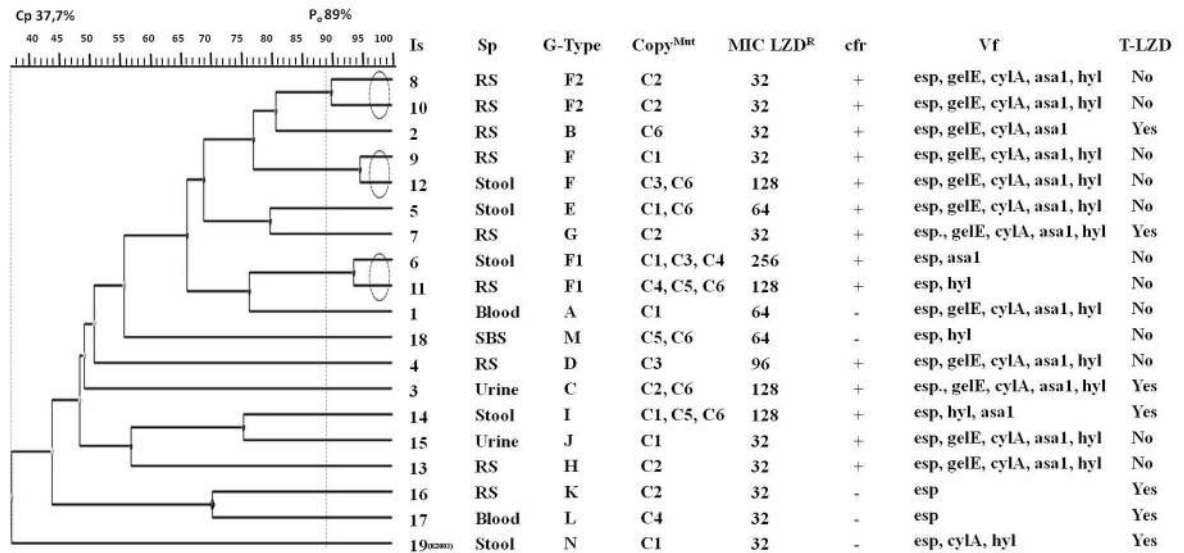 Cp 37,7% P₀ 89%
40 45 50 55 60 65 70 75 80 85 90 95 100
Is Sp G-Type Copy^Mut MIC LZD^R cfr Vf T-LZD
8 RS F2 C2 32 + esp, gelE, cylA, asa1, hyl No
10 RS F2 C2 32 + esp, gelE, cylA, asa1, hyl No
2 RS B C6 32 + esp, gelE, cylA, asa1 Yes
9 RS F C1 32 + esp, gelE, cylA, asa1, hyl No
12 Stool F C3, C6 128 + esp, gelE, cylA, asa1, hyl No
5 Stool E C1, C6 64 + esp, gelE, cylA, asa1, hyl No
7 RS G C2 32 + esp., gelE, cylA, asa1, hyl Yes
6 Stool F1 C1, C3, C4 256 + esp, asa1 No
11 RS F1 C4, C5, C6 128 + esp, hyl No
1 Blood A C1 64 - esp, gelE, cylA, asa1, hyl No
18 SBS M C5, C6 64 - esp, hyl No
4 RS D C3 96 + esp, gelE, cylA, asa1, hyl No
3 Urine C C2, C6 128 + esp., gelE, cylA, asa1, hyl Yes
14 Stool I C1, C5, C6 128 + esp, hyl, asa1 Yes
15 Urine J C1 32 + esp, gelE, cylA, asa1, hyl No
13 RS H C2 32 + esp, gelE, cylA, asa1, hyl No
16 RS K C2 32 - esp Yes
17 Blood L C4 32 - esp Yes
19 Stool N C1 32 - esp, cylA, hyl Yes